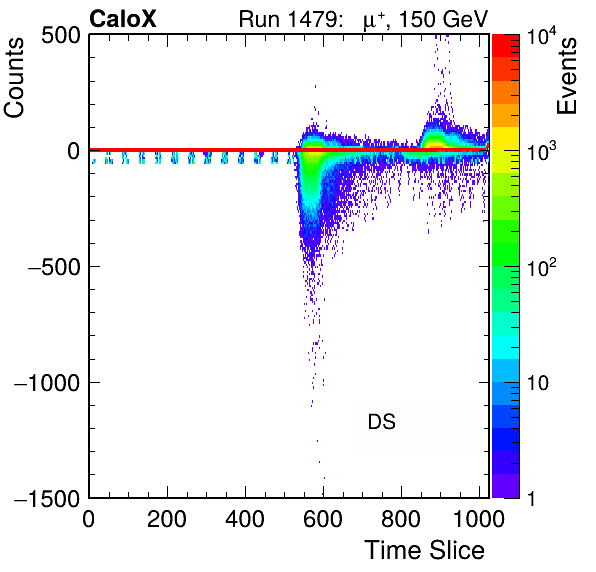 CaloX Run 1479: μ⁺, 150 GeV
Counts
500
0
−500
−1000
−1500
0 200 400 600 800 1000
Time Slice
DS
Events
10⁴
10³
10²
10
1